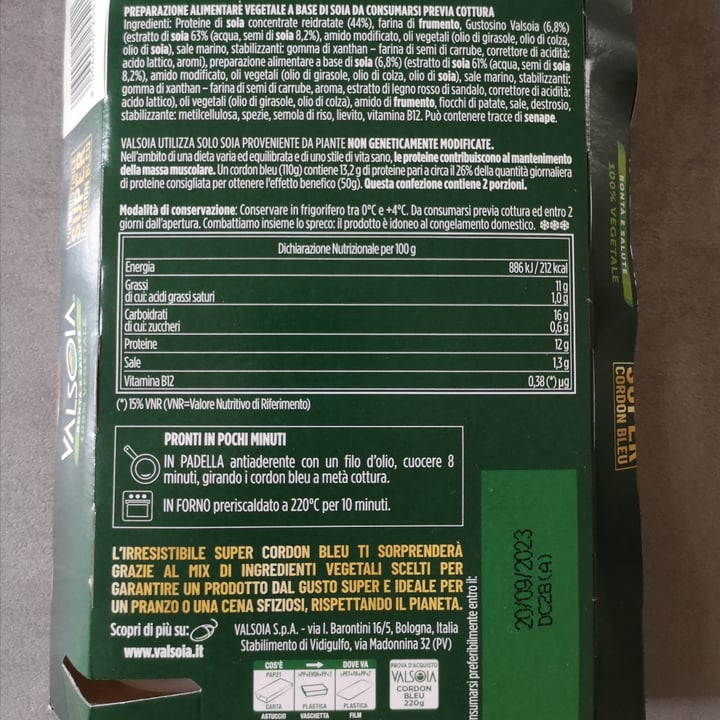 PREPARAZIONE ALIMENTARE VEGETALE A BASE DI SOIA DA CONSUMARSI PREVIA COTTURA
Ingredienti: Proteine di soia concentrate reidratate (44%), farina di frumento, Gustosino Valsoia (6,8%)
(estratto di soia 63% (acqua, semi di soia 8,2%), amido modificato, oli vegetali (olio di girasole, olio di colza,
olio di soia), sale marino, stabilizzanti: gomma di xanthan – farina di semi di carrube, correttore di acidità:
acido lattico, aromi), preparazione alimentare a base di soia (6,8%) (estratto di soia 61% (acqua, semi di soia
8,2%), amido modificato, oli vegetali (olio di girasole, olio di colza, olio di soia), sale marino, stabilizzanti:
gomma di xanthan – farina di semi di carrube, aroma, estratto di legno rosso di sandalo, correttore di acidità:
acido lattico), oli vegetali (olio di girasole, olio di colza), amido di frumento, fiocchi di patate, sale, destrosio,
stabilizzante: metilcellulosa, spezie, semola di riso, lievito, vitamina B12. Può contenere tracce di senape.
VALSOIA UTILIZZA SOLO SOIA PROVENIENTE DA PIANTE NON GENETICAMENTE MODIFICATE.
Nell'ambito di una dieta varia ed equilibrata e di uno stile di vita sano, le proteine contribuiscono al mantenimento
della massa muscolare. Un cordon bleu (110g) contiene 13,2 g di proteine pari a circa il 26% della quantità giornaliera
di proteine consigliata per ottenere l'effetto benefico (50g). Questa confezione contiene 2 porzioni.
Modalità di conservazione: Conservare in frigorifero tra 0°C e +4°C. Da consumarsi previa cottura ed entro 2
giorni dall'apertura. Combattiamo insieme lo spreco: il prodotto è idoneo al congelamento domestico.
Dichiarazione Nutrizionale per 100 g
Energia 886 kJ / 212 kcal
Grassi 11 g
di cui: acidi grassi saturi 1,0 g
Carboidrati 16 g
di cui: zuccheri 0,6 g
Proteine 12 g
Sale 1,3 g
Vitamina B12 0,38 (*) µg
(*) 15% VNR (VNR=Valore Nutritivo di Riferimento)
PRONTI IN POCHI MINUTI
IN PADELLA antiaderente con un filo d'olio, cuocere 8
minuti, girando i cordon bleu a metà cottura.
IN FORNO preriscaldato a 220°C per 10 minuti.
L'IRRESISTIBILE SUPER CORDON BLEU TI SORPRENDERÀ
GRAZIE AL MIX DI INGREDIENTI VEGETALI SCELTI PER
GARANTIRE UN PRODOTTO DAL GUSTO SUPER E IDEALE PER
UN PRANZO O UNA CENA SFIZIOSI, RISPETTANDO IL PIANETA.
Scopri di più su:
www.valsoia.it
VALSOIA S.p.A. - via I. Barontini 16/5, Bologna, Italia
Stabilimento di Vidigulfo, via Madonnina 32 (PV)
COS'È DOVE VA
PAP21
CARTA PLASTICA PLASTICA
ASTUCCIO VASCHETTA FILM
PROVA D'ACQUISTO
VALSOIA
CORDON
BLEU
220g
nsumarsi preferibilmente entro il:
20/09/2023
DC28(A)
BONTÀ E SALUTE
100% VEGETALE
SUPER
CORDON BLEU
SUPER
CORDON BLEU
VALSOIA
BONTÀ E SALUTE